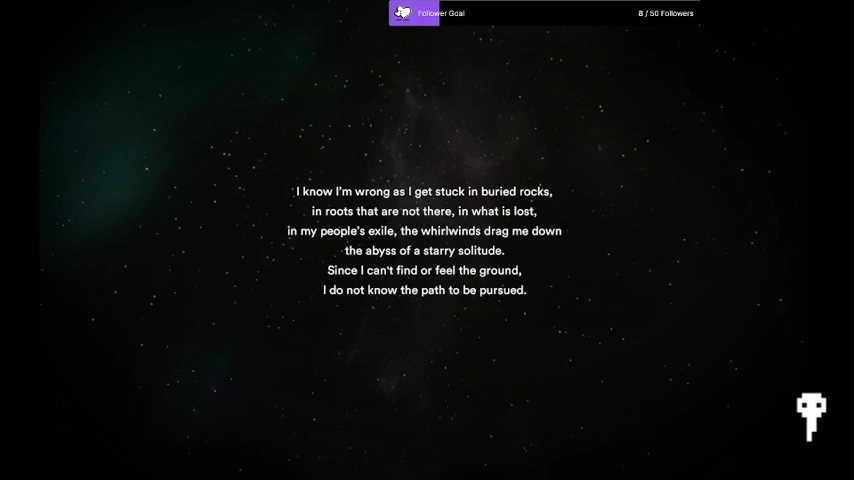 Follower Goal
8 / 50 Followers
I know I'm wrong as I get stuck in buried rocks,
in roots that are not there, in what is lost,
in my people's exile, the whirlwinds drag me down
the abyss of a starry solitude.
Since I can't find or feel the ground,
I do not know the path to be pursued.